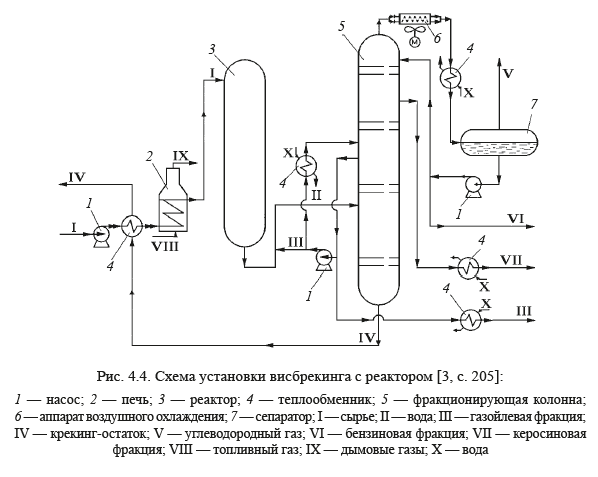 3
5
6
М
4
V
X
7
I
2
IX
XI
4
II
IV
1
I
4
VIII
III
1
1
VI
4
VII
X
4
X
III
IV
Рис. 4.4. Схема установки висбрекинга с реактором [3, с. 205]:
1 — насос; 2 — печь; 3 — реактор; 4 — теплообменник; 5 — фракционирующая колонна;
6 — аппарат воздушного охлаждения; 7 — сепаратор; I — сырье; II — вода; III — газойлевая фракция;
IV — крекинг-остаток; V — углеводородный газ; VI — бензиновая фракция; VII — керосиновая
фракция; VIII — топливный газ; IX — дымовые газы; X — вода